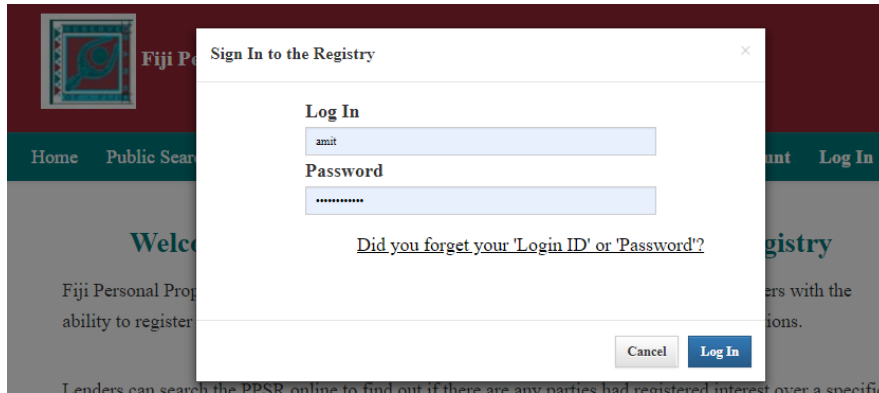 Fiji Pe
Sign In to the Registry
×
Log In
amit
Password
••••••••••••
Did you forget your 'Login ID' or 'Password'?
Cancel
Log In
Home
Public Sear
unt
Log In
Welco
gistry
Fiji Personal Prop
ers with the
ability to register
ions.
Lenders can search the PPSR online to find out if there are any parties had registered interest over a specific